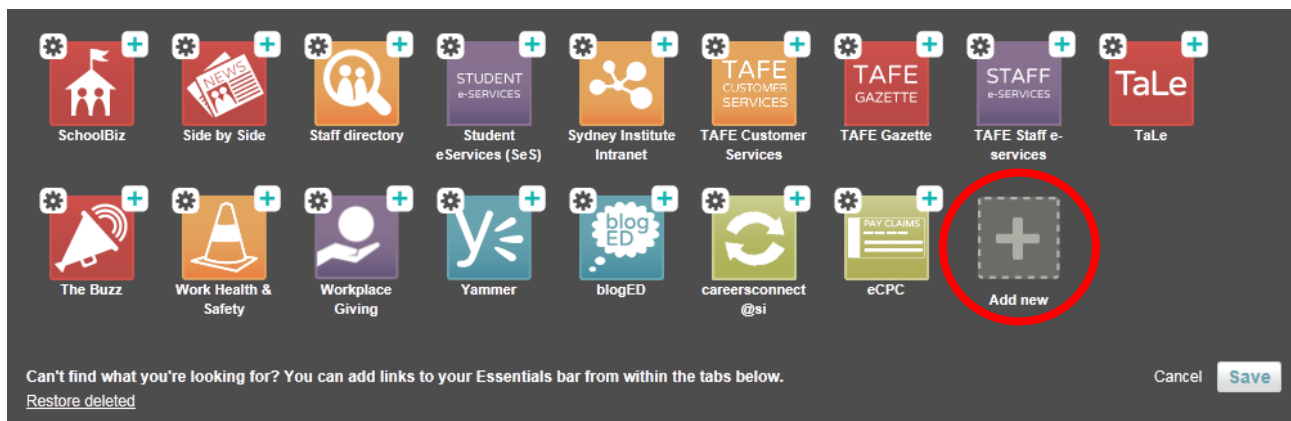 NEWS
STUDENT
e-SERVICES
TAFE
CUSTOMER
SERVICES
TAFE
GAZETTE
STAFF
e-SERVICES
TaLe
SchoolBiz
Side by Side
Staff directory
Student
eServices (SeS)
Sydney Institute
Intranet
TAFE Customer
Services
TAFE Gazette
TAFE Staff e-
services
TaLe
blog
ED
PAY CLAIMS
The Buzz
Work Health &
Safety
Workplace
Giving
Yammer
blogED
careersconnect
@si
eCPC
Add new
Can't find what you're looking for? You can add links to your Essentials bar from within the tabs below.
Cancel
Save
Restore deleted